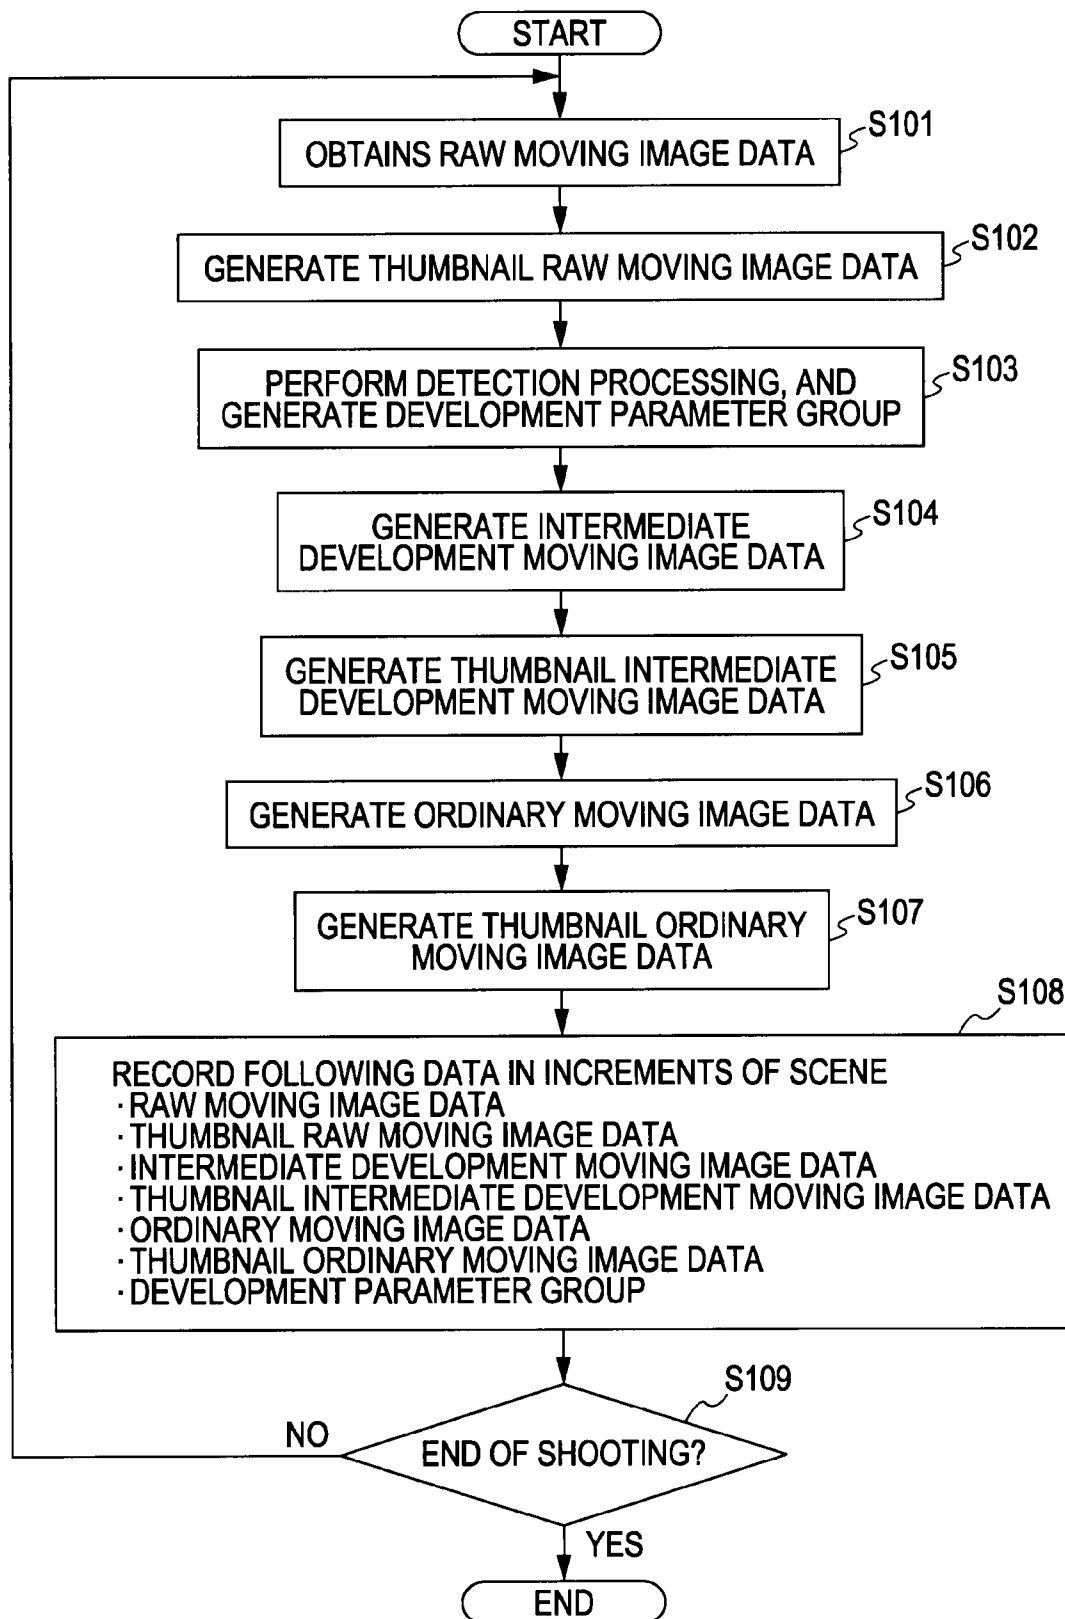 START
S101
OBTAINS RAW MOVING IMAGE DATA
S102
GENERATE THUMBNAIL RAW MOVING IMAGE DATA
S103
PERFORM DETECTION PROCESSING, AND
GENERATE DEVELOPMENT PARAMETER GROUP
S104
GENERATE INTERMEDIATE
DEVELOPMENT MOVING IMAGE DATA
S105
GENERATE THUMBNAIL INTERMEDIATE
DEVELOPMENT MOVING IMAGE DATA
S106
GENERATE ORDINARY MOVING IMAGE DATA
S107
GENERATE THUMBNAIL ORDINARY
MOVING IMAGE DATA
S108
RECORD FOLLOWING DATA IN INCREMENTS OF SCENE
·RAW MOVING IMAGE DATA
·THUMBNAIL RAW MOVING IMAGE DATA
·INTERMEDIATE DEVELOPMENT MOVING IMAGE DATA
·THUMBNAIL INTERMEDIATE DEVELOPMENT MOVING IMAGE DATA
·ORDINARY MOVING IMAGE DATA
·THUMBNAIL ORDINARY MOVING IMAGE DATA
·DEVELOPMENT PARAMETER GROUP
S109
NO
END OF SHOOTING?
YES
END